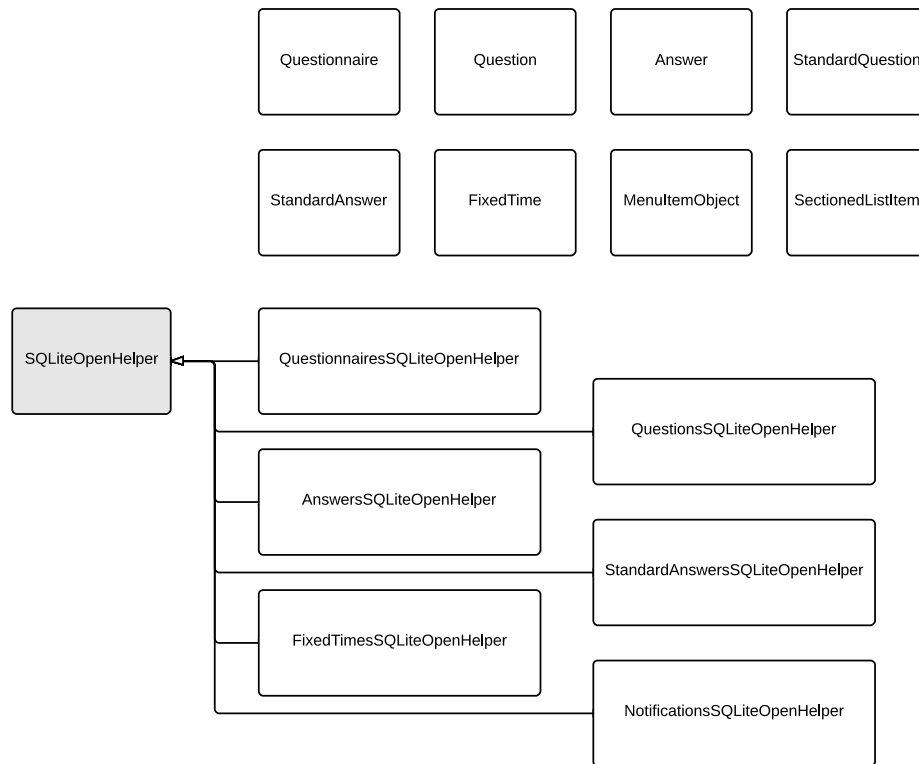 Questionnaire
Question
Answer
StandardQuestion
StandardAnswer
FixedTime
MenuItemObject
SectionedListItem
SQLiteOpenHelper
QuestionnairesSQLiteOpenHelper
QuestionsSQLiteOpenHelper
AnswersSQLiteOpenHelper
StandardAnswersSQLiteOpenHelper
FixedTimesSQLiteOpenHelper
NotificationsSQLiteOpenHelper